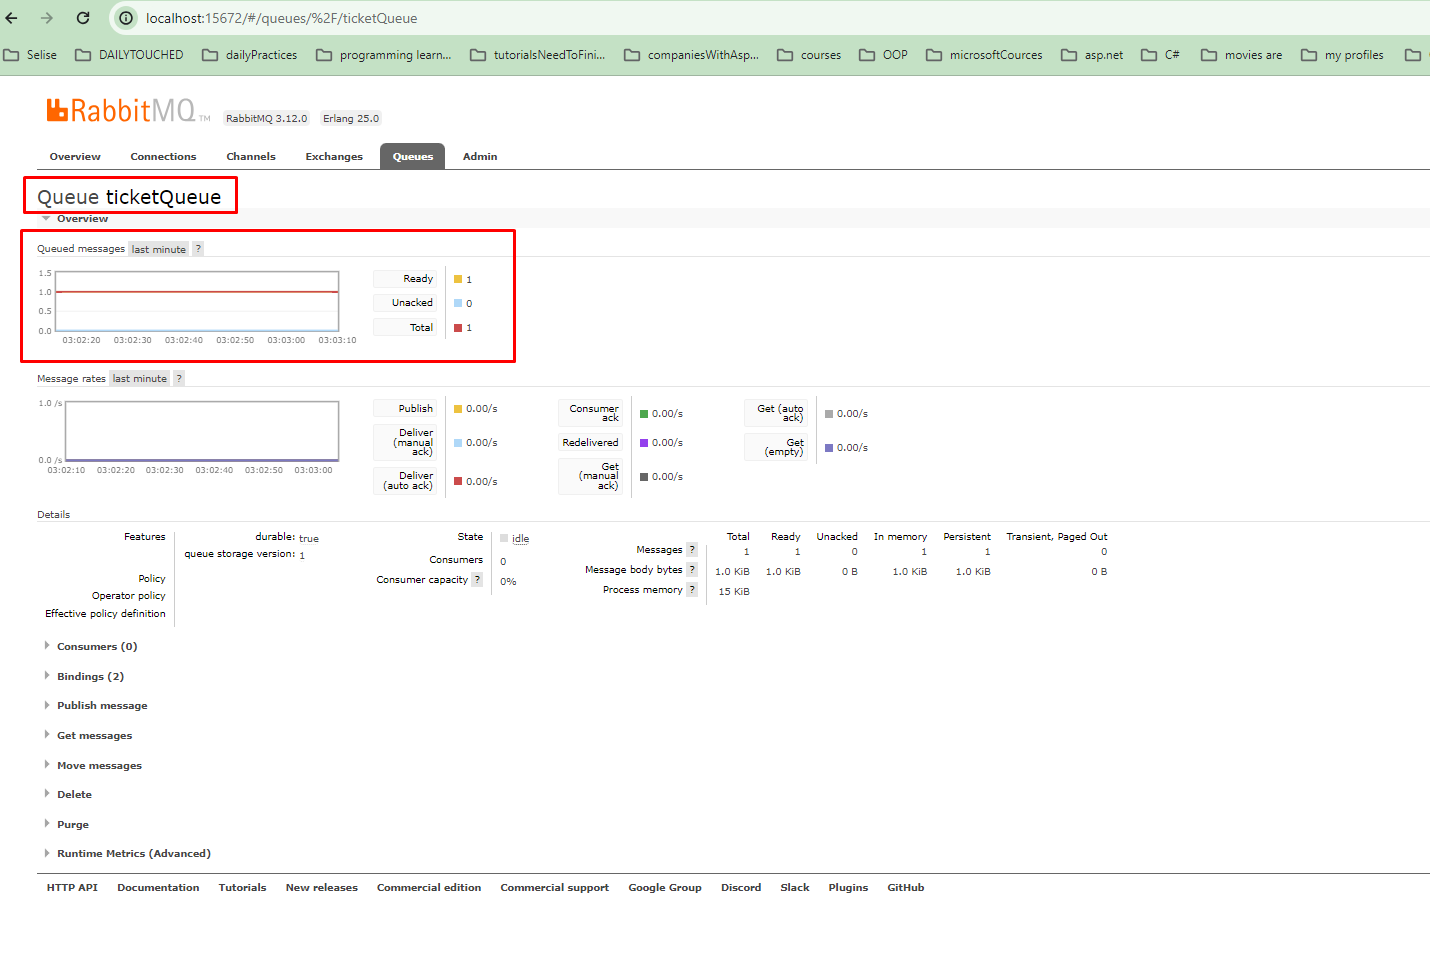 localhost:15672/#/queues/%2F/ticketQueue
Selise DAILYTOUCHED dailyPractices programming learn... tutorialsNeedToFini... companiesWithAsp... courses OOP microsoftCources asp.net C# movies are my profiles
RabbitMQ TM RabbitMQ 3.12.0 Erlang 25.0
Overview Connections Channels Exchanges Queues Admin
Queue ticketQueue
Overview
Queued messages last minute ?
1.5
1.0
0.5
0.0
03:02:20 03:02:30 03:02:40 03:02:50 03:03:00 03:03:10
Ready 1
Unacked 0
Total 1
Message rates last minute ?
1.0 /s
0.0 /s
03:02:10 03:02:20 03:02:30 03:02:40 03:02:50 03:03:00
Publish 0.00/s
Deliver
(manual 0.00/s
ack)
Deliver
(auto ack) 0.00/s
Consumer
ack 0.00/s
Redelivered 0.00/s
Get
(manual 0.00/s
ack)
Get (auto
ack) 0.00/s
Get
(empty) 0.00/s
Details
Features durable: true
queue storage version: 1
Policy
Operator policy
Effective policy definition
State idle
Consumers 0
Consumer capacity ? 0%
Total Ready Unacked In memory Persistent Transient, Paged Out
Messages ? 1 1 0 1 1 0
Message body bytes ? 1.0 KiB 1.0 KiB 0 B 1.0 KiB 1.0 KiB 0 B
Process memory ? 15 KiB
Consumers (0)
Bindings (2)
Publish message
Get messages
Move messages
Delete
Purge
Runtime Metrics (Advanced)
HTTP API Documentation Tutorials New releases Commercial edition Commercial support Google Group Discord Slack Plugins GitHub